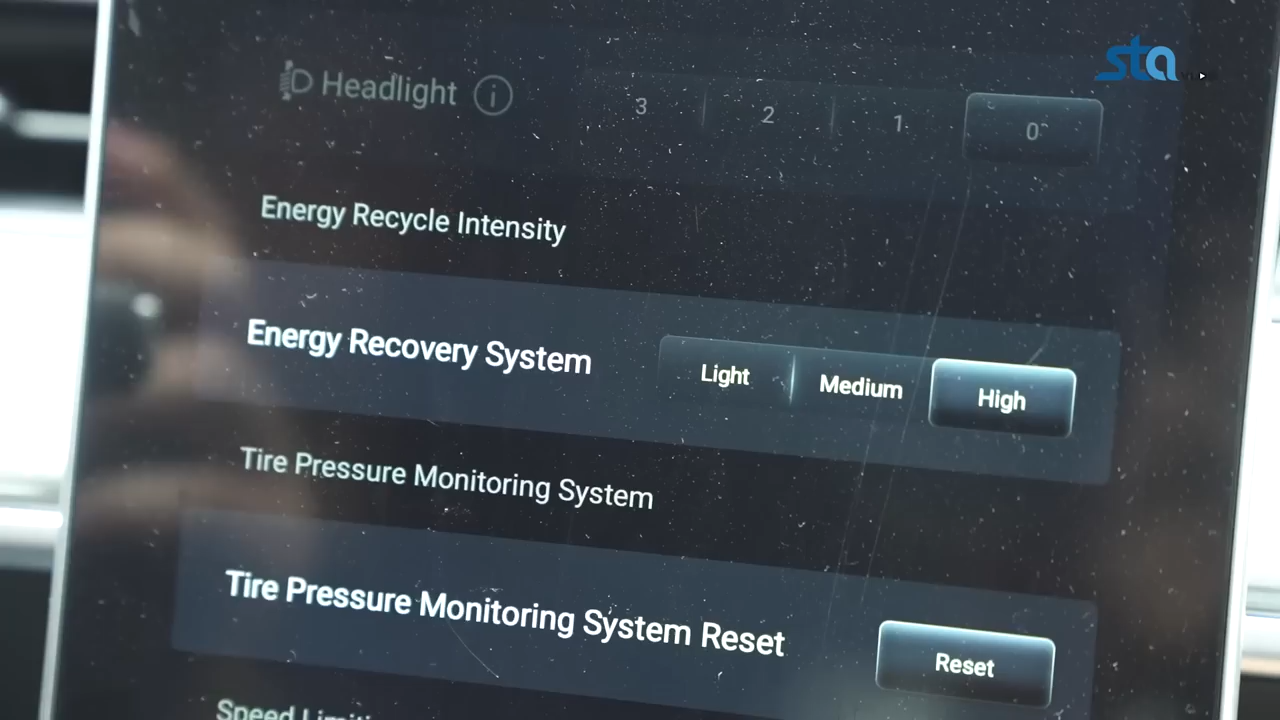 sta
Headlight i 3 2 1 0
Energy Recycle Intensity
Energy Recovery System Light Medium High
Tire Pressure Monitoring System
Tire Pressure Monitoring System Reset Reset
Speed